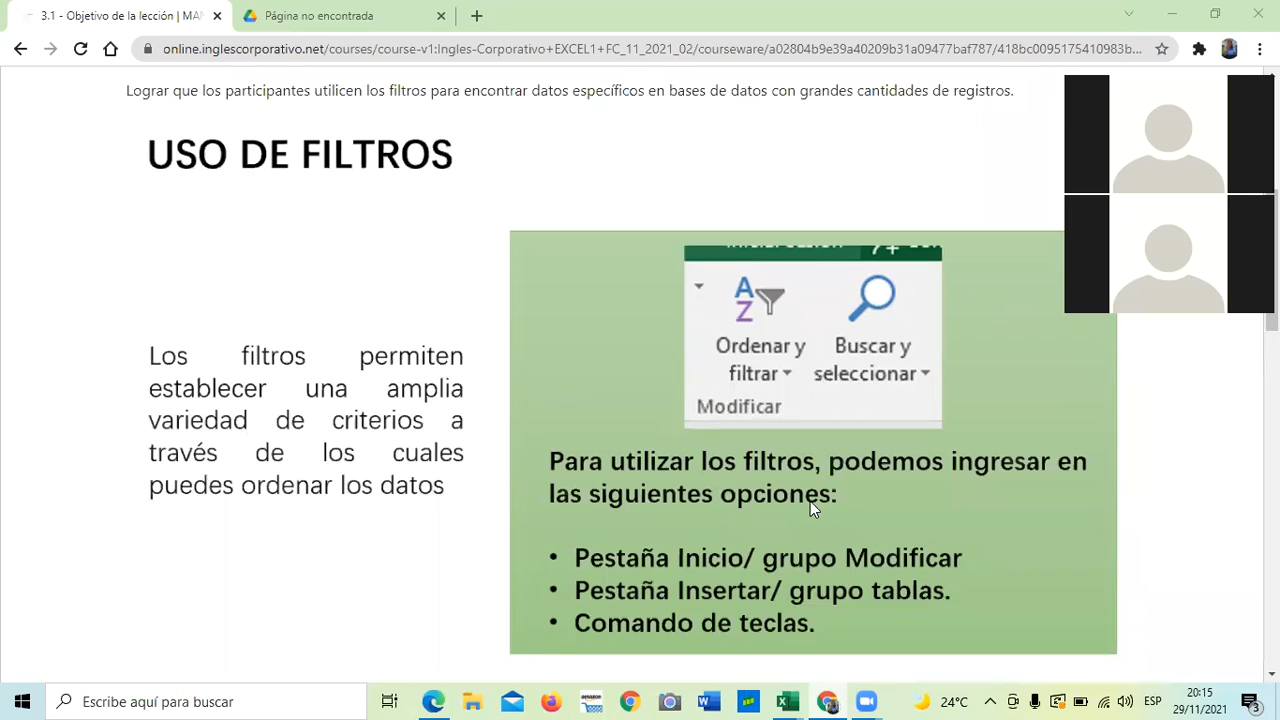 3.1 - Objetivo de la lección | MAN
Página no encontrada
online.inglescorporativo.net/courses/course-v1:Ingles-Corporativo+EXCEL1+FC_11_2021_02/courseware/a02804b9e39a40209b31a09477baf787/418bc0095175410983b...
Lograr que los participantes utilicen los filtros para encontrar datos específicos en bases de datos con grandes cantidades de registros.
USO DE FILTROS
Los filtros permiten
establecer una amplia
variedad de criterios a
través de los cuales
puedes ordenar los datos
A
Z
Ordenar y
filtrar
Buscar y
seleccionar
Modificar
Para utilizar los filtros, podemos ingresar en
las siguientes opciones:
• Pestaña Inicio/ grupo Modificar
• Pestaña Insertar/ grupo tablas.
• Comando de teclas.
Escribe aquí para buscar
amazon
24°C
ESP
20:15
29/11/2021
3